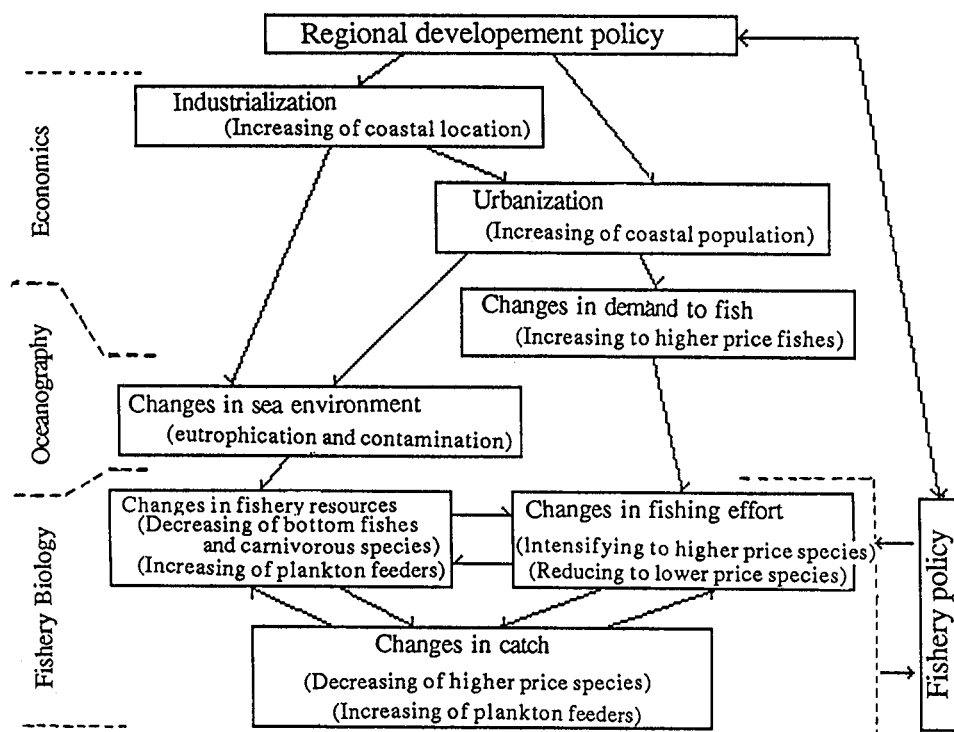 Regional developement policy
Industrialization
(Increasing of coastal location)
Economics
Urbanization
(Increasing of coastal population)
Changes in demand to fish
(Increasing to higher price fishes)
Oceanography
Changes in sea environment
(eutrophication and contamination)
Fishery Biology
Changes in fishery resources
(Decreasing of bottom fishes
and carnivorous species)
(Increasing of plankton feeders)
Changes in fishing effort
(Intensifying to higher price species)
(Reducing to lower price species)
Fishery policy
Changes in catch
(Decreasing of higher price species)
(Increasing of plankton feeders)